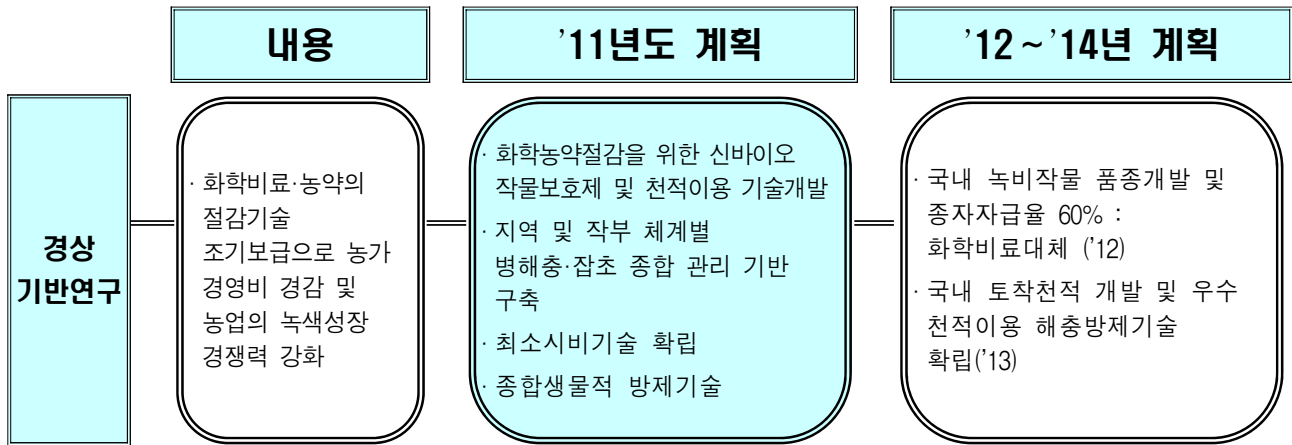 내용
’11년도 계획
’12～’14년 계획
경상
기반연구
· 화학비료·농약의
절감기술
조기보급으로 농가
경영비 경감 및
농업의 녹색성장
경쟁력 강화
· 화학농약절감을 위한 신바이오
작물보호제 및 천적이용 기술개발
· 지역 및 작부 체계별
병해충·잡초 종합 관리 기반
구축
· 최소시비기술 확립
· 종합생물적 방제기술
· 국내 녹비작물 품종개발 및
종자자급율 60% :
화학비료대체 (’12)
· 국내 토착천적 개발 및 우수
천적이용 해충방제기술
확립(’13)